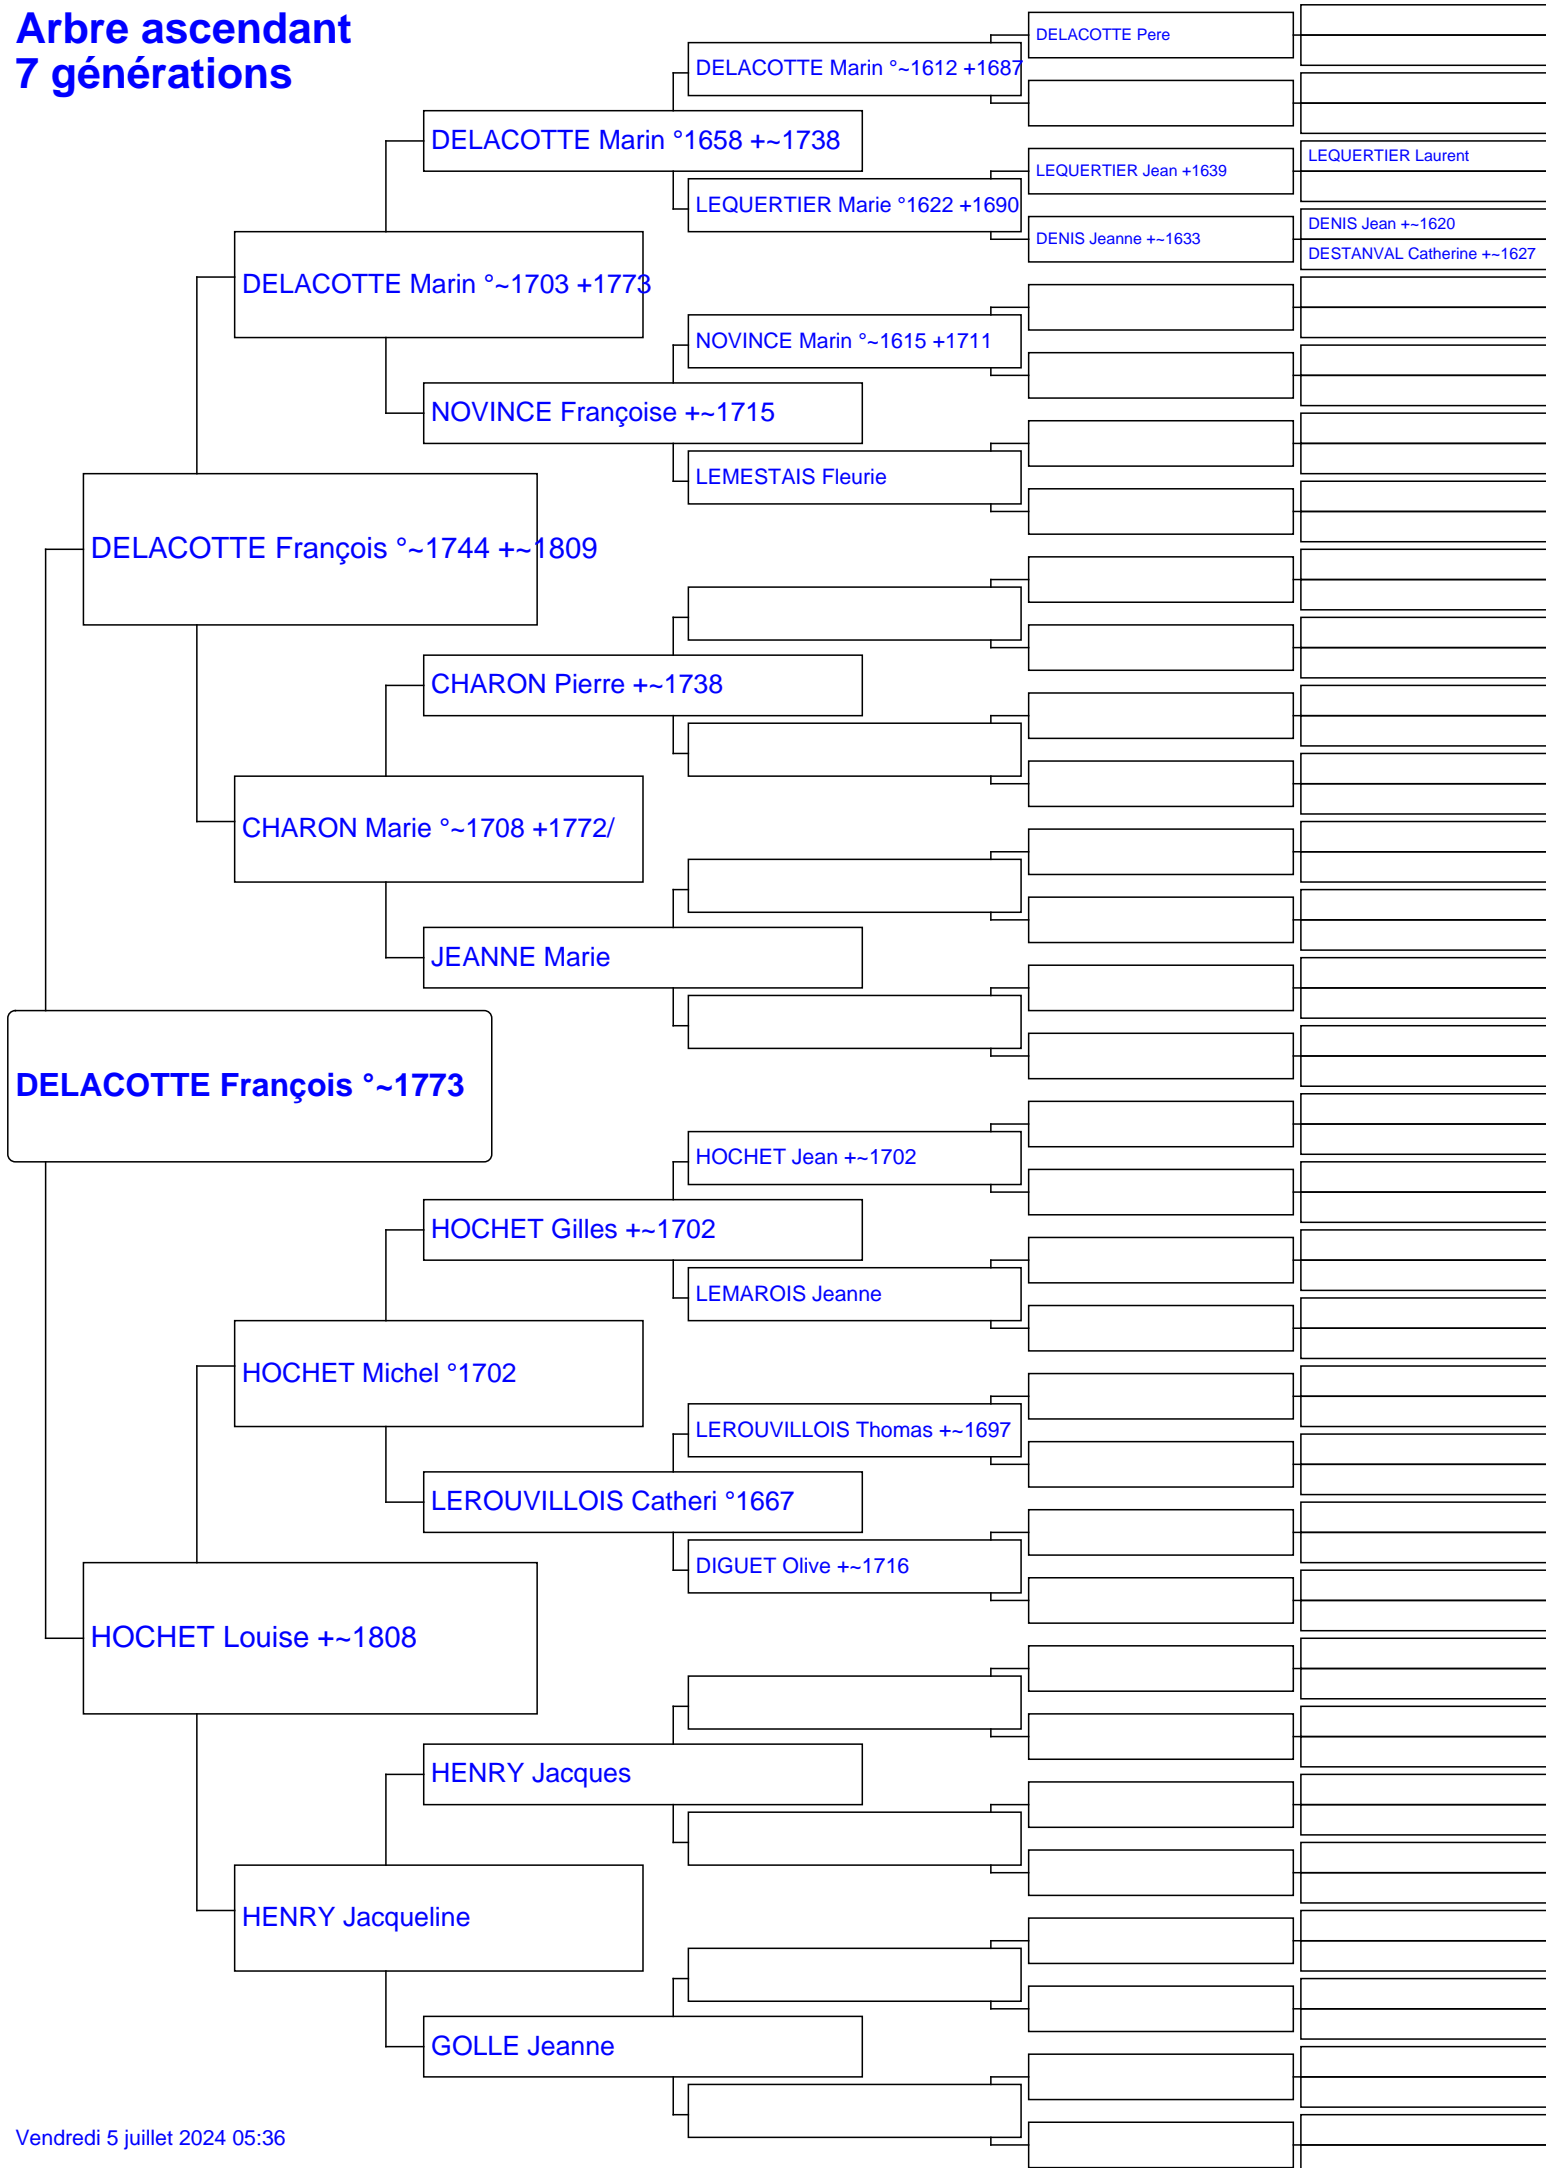 Arbre ascendant
7 générations
DELACOTTE Pere
DELACOTTE Marin °~1612 +1687
DELACOTTE Marin °1658 +~1738
LEQUERTIER Laurent
LEQUERTIER Jean +1639
LEQUERTIER Marie °1622 +1690
DENIS Jean +~1620
DENIS Jeanne +~1633
DESTANVAL Catherine +~1627
DELACOTTE Marin °~1703 +1773
NOVINCE Marin °~1615 +1711
NOVINCE Françoise +~1715
LEMESTAIS Fleurie
DELACOTTE François °~1744 +~1809
CHARON Pierre +~1738
CHARON Marie °~1708 +1772/
JEANNE Marie
DELACOTTE François °~1773
HOCHET Jean +~1702
HOCHET Gilles +~1702
LEMAROIS Jeanne
HOCHET Michel °1702
LEROUVILLOIS Thomas +~1697
LEROUVILLOIS Catheri °1667
DIGUET Olive +~1716
HOCHET Louise +~1808
HENRY Jacques
HENRY Jacqueline
GOLLE Jeanne
Vendredi 5 juillet 2024 05:36